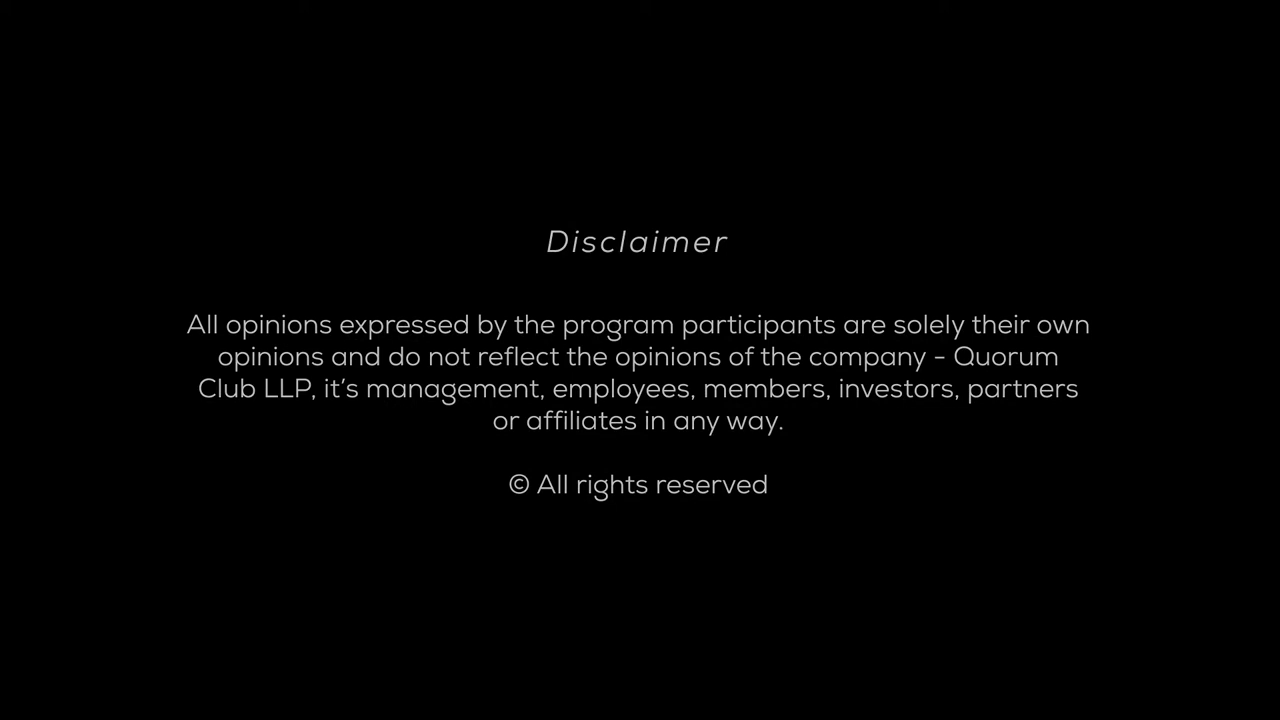 Disclaimer
All opinions expressed by the program participants are solely their own
opinions and do not reflect the opinions of the company - Quorum
Club LLP, it’s management, employees, members, investors, partners
or affiliates in any way.
© All rights reserved